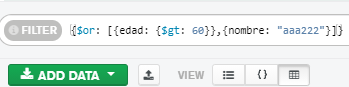 FILTER {$or: [{edad: {$gt: 60}},{nombre: "aaa222"}]}
ADD DATA VIEW {}